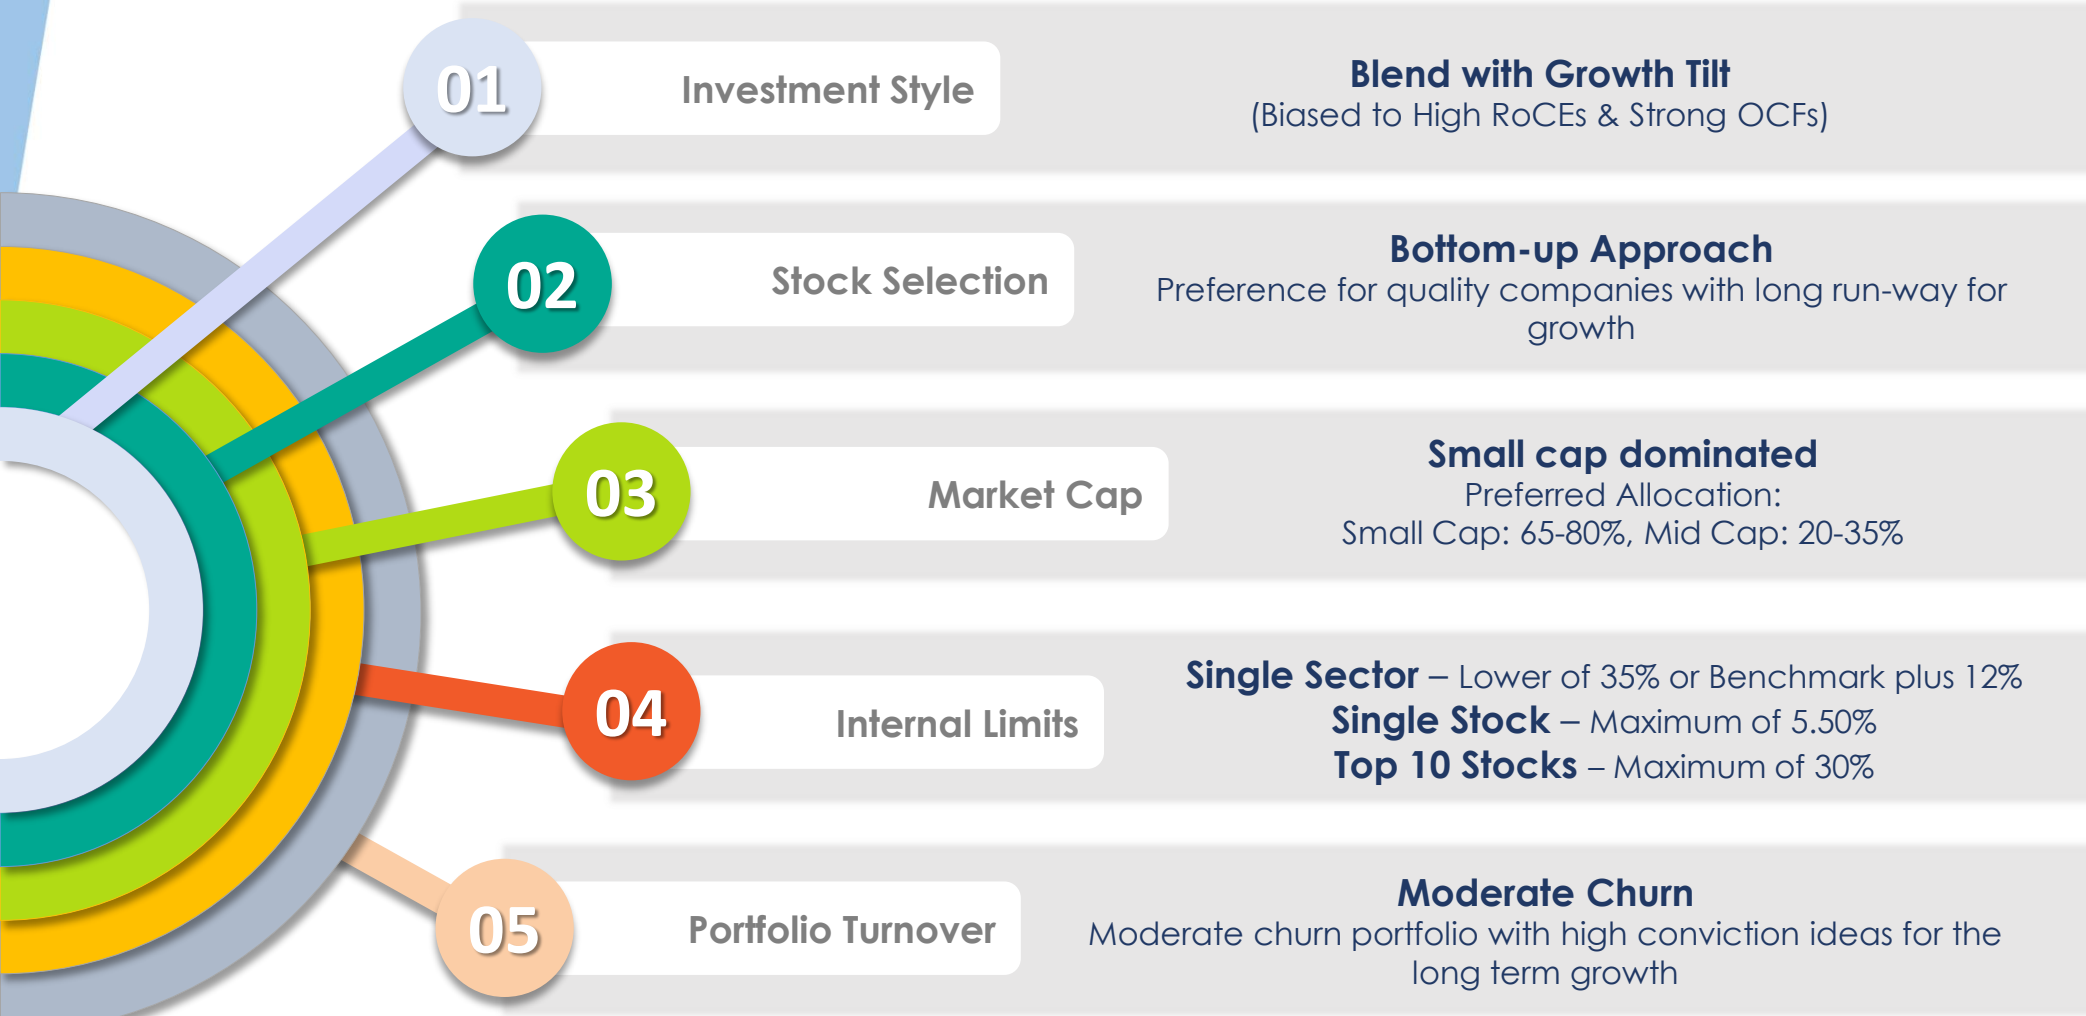 01
Investment Style
Blend with Growth Tilt
(Biased to High RoCEs & Strong OCFs)
02
Stock Selection
Bottom-up Approach
Preference for quality companies with long run-way for
growth
03
Market Cap
Small cap dominated
Preferred Allocation:
Small Cap: 65-80%, Mid Cap: 20-35%
04
Internal Limits
Single Sector – Lower of 35% or Benchmark plus 12%
Single Stock – Maximum of 5.50%
Top 10 Stocks – Maximum of 30%
05
Portfolio Turnover
Moderate Churn
Moderate churn portfolio with high conviction ideas for the
long term growth